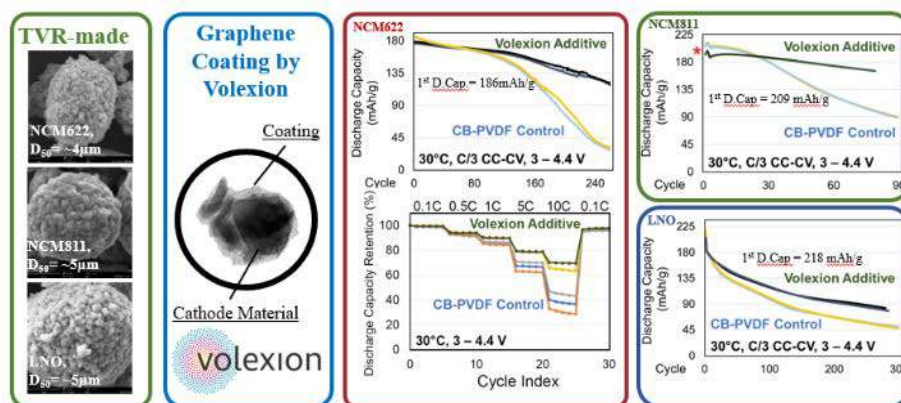 TVR-made
NCM622,
D50= ~4μm
NCM811,
D50= ~5μm
LNO,
D50= ~5μm
Graphene
Coating by
Volexion
Coating
Cathode Material
volexion
NCM622
Discharge Capacity
(mAh/g)
180
135
90
45
0
Volexion Additive
1st D.Cap = 186mAh/g
CB-PVDF Control
30°C, C/3 CC-CV, 3 – 4.4 V
Cycle 0 60 120 180 240
0.1C 0.5C 1C 5C 10C 0.1C
Discharge Capacity Retention (%)
100
80
60
40
20
0
Volexion Additive
CB-PVDF Control
30°C, 3 – 4.4 V
0 10 20 30
Cycle Index
NCM811
Discharge Capacity
(mAh/g)
225
180
135
90
45
0
*
Volexion Additive
1st D.Cap = 209 mAh/g
CB-PVDF Control
30°C, C/3 CC-CV, 3 – 4.4 V
Cycle 0 30 60 90
LNO
Discharge Capacity
(mAh/g)
225
180
135
90
45
0
1st D.Cap = 218 mAh/g
Volexion Additive
CB-PVDF Control
30°C, C/3 CC-CV, 3 – 4.4 V
Cycle 0 100 200 300